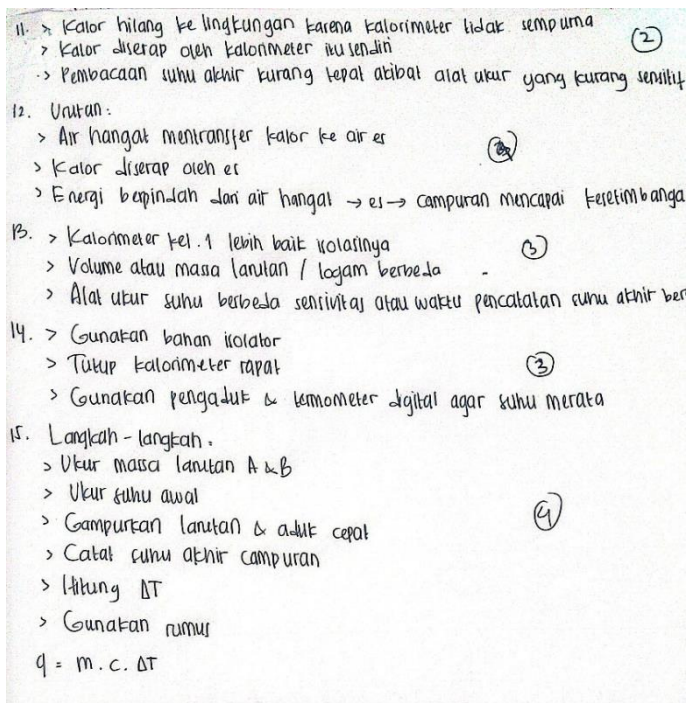 11. > Kalor hilang ke lingkungan karena kalorimeter tidak sempurna
> Kalor diserap oleh kalorimeter itu sendiri
②
> Pembacaan suhu akhir kurang tepat akibat alat ukur yang kurang sensitif
12. Urutan:
> Air hangat mentransfer kalor ke air es
> Kalor diserap oleh es
> Energi berpindah dari air hangat → es → campuran mencapai kesetimbanga
13. > Kalorimeter kel. 1 lebih baik isolasinya
③
> Volume atau massa larutan / logam berbeda -
> Alat ukur suhu berbeda sensivitas atau waktu pencatatan suhu akhir ber
14. > Gunakan bahan isolator
> Tutup kalorimeter rapat
③
> Gunakan pengaduk & termometer digital agar suhu merata
15. Langkah-langkah:
> Ukur massa larutan A & B
> Ukur suhu awal
> Campurkan larutan & aduk cepat
④
> Catat suhu akhir campuran
> Hitung ΔT
> Gunakan rumus
q = m. c. ΔT